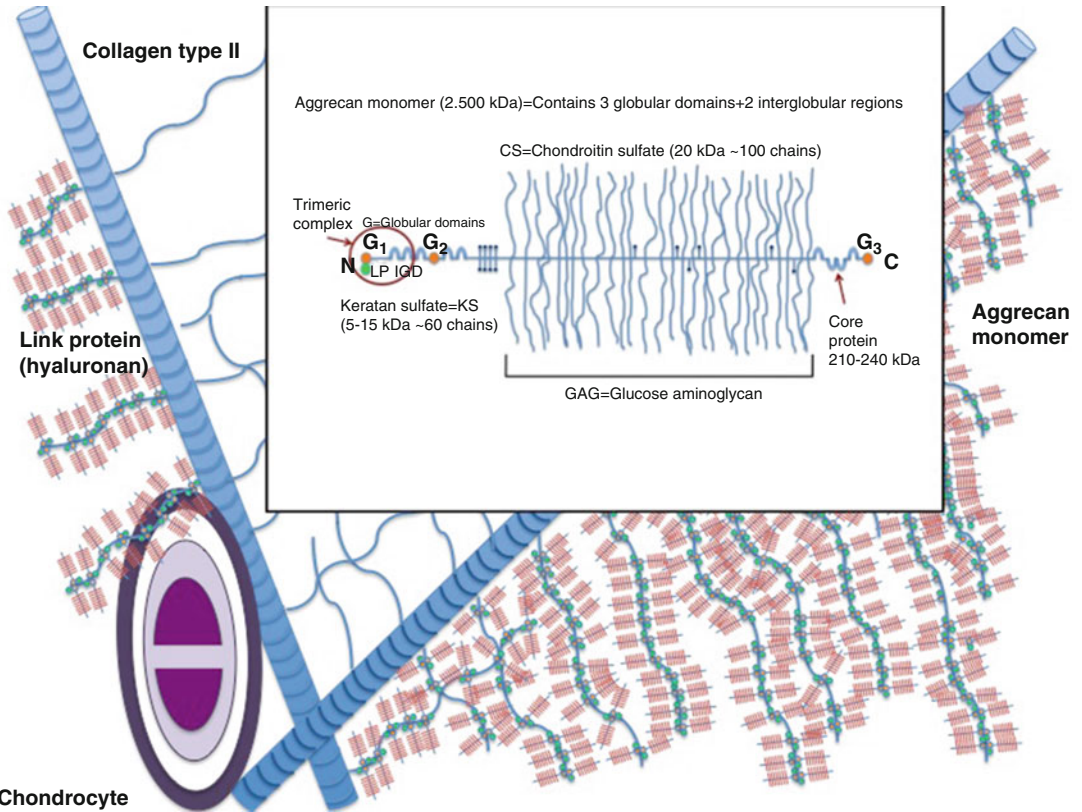 Collagen type II
Aggrecan monomer (2.500 kDa)=Contains 3 globular domains+2 interglobular regions
CS=Chondroitin sulfate (20 kDa ~100 chains)
Trimeric
complex
G=Globular domains
G1
G2
G3
N
LP IGD
C
Keratan sulfate=KS
(5-15 kDa ~60 chains)
Core
protein
210-240 kDa
GAG=Glucose aminoglycan
Link protein
(hyaluronan)
Aggrecan
monomer
Chondrocyte